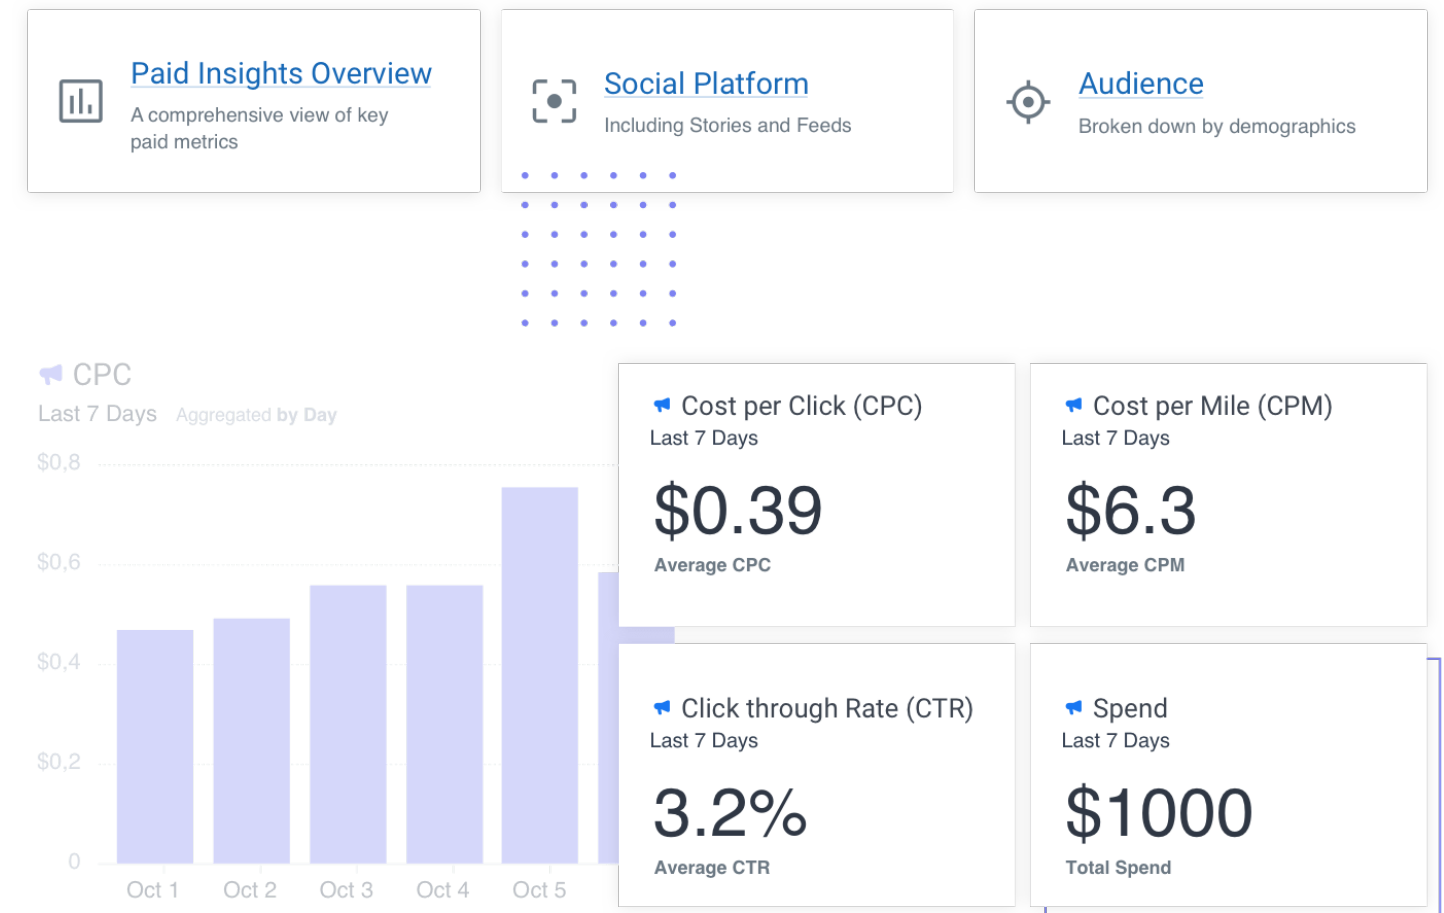 Paid Insights Overview
A comprehensive view of key
paid metrics
Social Platform
Including Stories and Feeds
Audience
Broken down by demographics
CPC
Last 7 Days Aggregated by Day
$0,8
$0,6
$0,4
$0,2
0
Oct 1 Oct 2 Oct 3 Oct 4 Oct 5
Cost per Click (CPC)
Last 7 Days
$0.39
Average CPC
Cost per Mile (CPM)
Last 7 Days
$6.3
Average CPM
Click through Rate (CTR)
Last 7 Days
3.2%
Average CTR
Spend
Last 7 Days
$1000
Total Spend